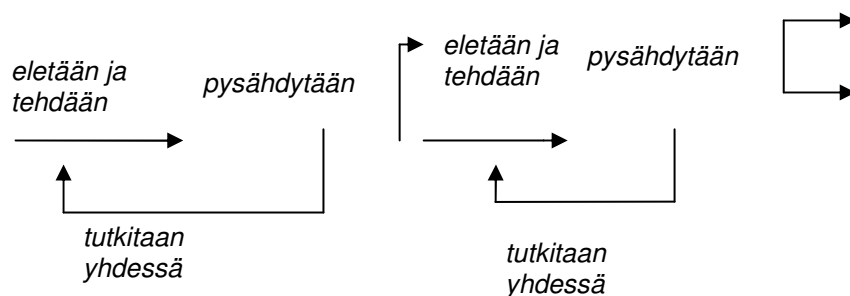 eletään ja
tehdään
pysähdytään
tutkitaan
yhdessä
eletään ja
tehdään
pysähdytään
tutkitaan
yhdessä